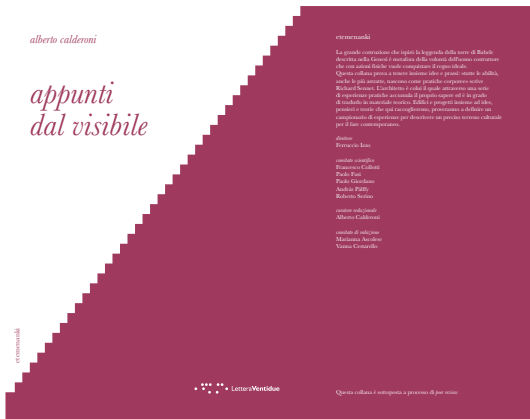 alberto calderoni
appunti
dal visibile
etemenanki
LetteraVentidue
etemenanki
La grande costruzione che ispirò la leggenda della torre di Babele
descritta nella Genesi è metafora della volontà dell'uomo costruttore
che con azioni fisiche vuole conquistare il regno ideale.
Questa collana prova a tenere insieme idee e prassi: «tutte le abilità,
anche le più astratte, nascono come pratiche corporee» scrive
Richard Sennet. L'architetto è colui il quale attraverso una serie
di esperienze pratiche accumula il proprio sapere ed è in grado
di tradurlo in materiale teorico. Edifici e progetti insieme ad idee,
pensieri e teorie che qui raccoglieremo, proveranno a definire un
campionario di esperienze per descrivere un preciso terreno culturale
per il fare contemporaneo.
direttore
Ferruccio Izzo
comitato scientifico
Francesco Collotti
Paolo Fusi
Paolo Giordano
András Pálffy
Roberto Serino
curatore redazionale
Alberto Calderoni
comitato di redazione
Marianna Ascolese
Vanna Cestarello
Questa collana è sottoposta a processo di peer review